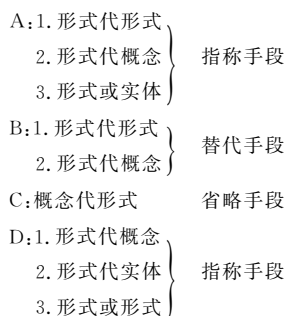 A:1.形式代形式
2.形式代概念
3.形式或实体
指称手段
B:1.形式代形式
2.形式代概念
替代手段
C:概念代形式 省略手段
D:1.形式代概念
2.形式代实体
3.形式或形式
指称手段